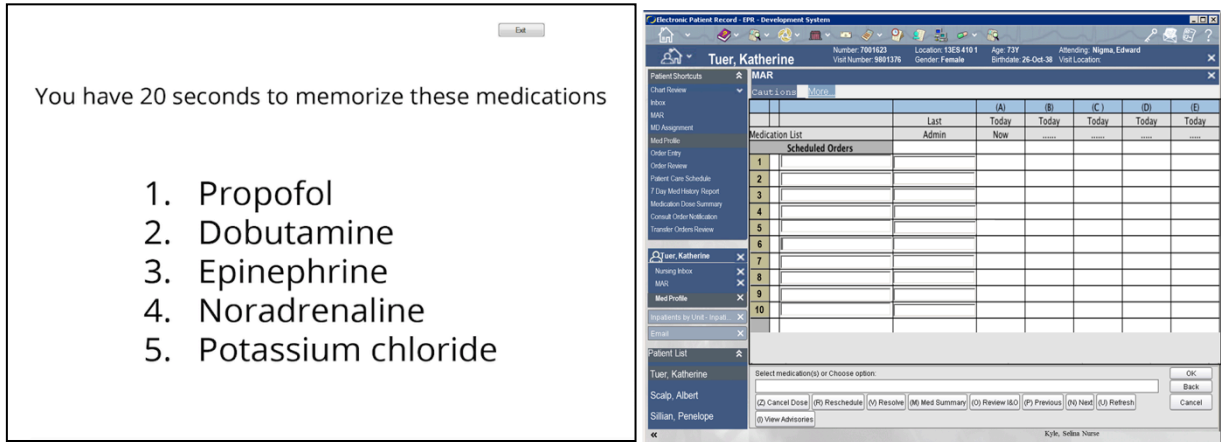 Exit
You have 20 seconds to memorize these medications
1. Propofol
2. Dobutamine
3. Epinephrine
4. Noradrenaline
5. Potassium chloride
Electronic Patient Record - EPR - Development System
Tuer, Katherine
Number: 7001623 Location: 13ES 410 1 Age: 73Y Attending: Nigma, Edward
Visit Number: 9801376 Gender: Female Birthdate: 26-Oct-38 Visit Location:
Patient Shortcuts
Chart Review
Inbox
MAR
MD Assignment
Med Profile
Order Entry
Order Review
Patient Care Schedule
7 Day Med History Report
Medication Dose Summary
Consult Order Notification
Transfer Orders Review
Tuer, Katherine
Nursing Inbox
MAR
Med Profile
Inpatients by Unit - Inpati...
Email
Patient List
Tuer, Katherine
Scalp, Albert
Sillian, Penelope
«
MAR
Cautions More...
(A) (B) (C ) (D) (E)
Last Today Today Today Today Today
Medication List Admin Now ...... ...... ..... .....
Scheduled Orders
1
2
3
4
5
6
7
8
9
10
Select medication(s) or Choose option:
OK
Back
Cancel
(Z) Cancel Dose (R) Reschedule (V) Resolve (M) Med Summary (O) Review I&O (P) Previous (N) Next (U) Refresh
(I) View Advisories
Kyle, Selina Nurse